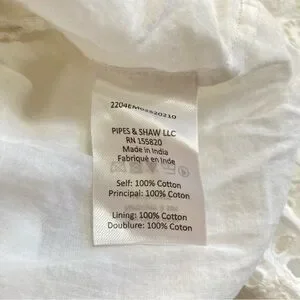 2204EM02520210
PIPES & SHAW LLC
RN 155820
Made in India
Fabriqué en Inde
Self: 100% Cotton
Principal: 100% Coton
Lining: 100% Cotton
Doublure: 100% Coton